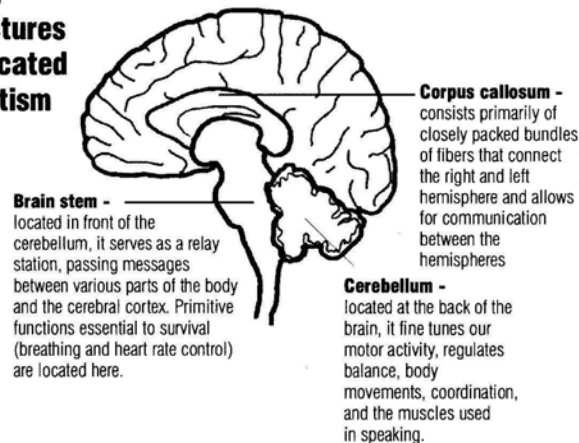 tures
cated
tism
Corpus callosum -
consists primarily of
closely packed bundles
of fibers that connect
the right and left
hemisphere and allows
for communication
between the
hemispheres
Brain stem -
located in front of the
cerebellum, it serves as a relay
station, passing messages
between various parts of the body
and the cerebral cortex. Primitive
functions essential to survival
(breathing and heart rate control)
are located here.
Cerebellum -
located at the back of the
brain, it fine tunes our
motor activity, regulates
balance, body
movements, coordination,
and the muscles used
in speaking.